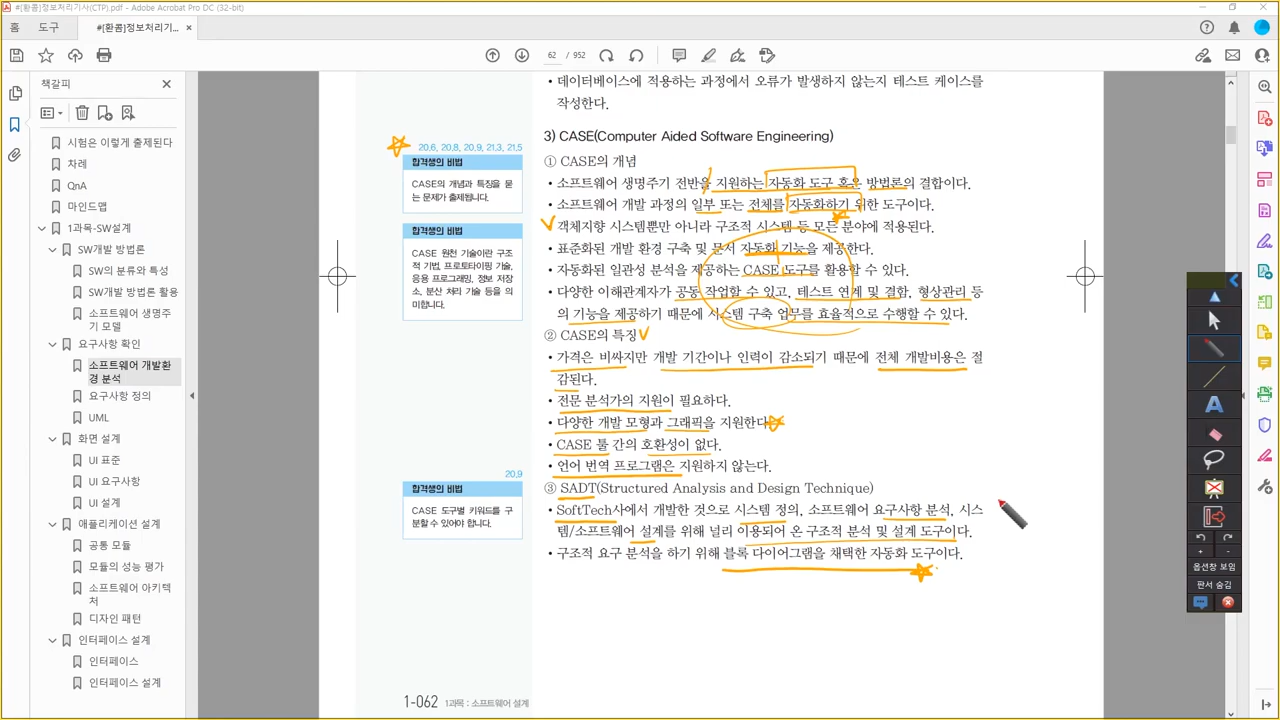 #[환콤]정보처리기사(CTP).pdf - Adobe Acrobat Pro DC (32-bit)
홈
도구
#[환콤]정보처리기...
62 / 952
책갈피
시험은 이렇게 출제된다
차례
QnA
마인드맵
1과목-SW설계
SW개발 방법론
SW의 분류와 특성
SW개발 방법론 활용
소프트웨어 생명주
기 모델
요구사항 확인
소프트웨어 개발환
경 분석
요구사항 정의
UML
화면 설계
UI 표준
UI 요구사항
UI 설계
애플리케이션 설계
공통 모듈
모듈의 성능 평가
소프트웨어 아키텍
처
디자인 패턴
인터페이스 설계
인터페이스
인터페이스 설계
20.6, 20.8, 20.9, 21.3, 21.5
합격생의 비법
CASE의 개념과 특징을 묻
는 문제가 출제됩니다.
합격생의 비법
CASE 원천 기술이란 구조
적 기법, 프로토타이핑 기술,
응용 프로그래밍, 정보 저장
소, 분산 처리 기술 등을 의
미합니다.
20.9
합격생의 비법
CASE 도구별 키워드를 구
분할 수 있어야 합니다.
• 데이터베이스에 적용하는 과정에서 오류가 발생하지 않는지 테스트 케이스를
작성한다.
3) CASE(Computer Aided Software Engineering)
① CASE의 개념
• 소프트웨어 생명주기 전반을 지원하는 자동화 도구 혹은 방법론의 결합이다.
• 소프트웨어 개발 과정의 일부 또는 전체를 자동화하기 위한 도구이다.
• 객체지향 시스템뿐만 아니라 구조적 시스템 등 모든 분야에 적용된다.
• 표준화된 개발 환경 구축 및 문서 자동화 기능을 제공한다.
• 자동화된 일관성 분석을 제공하는 CASE 도구를 활용할 수 있다.
• 다양한 이해관계자가 공동 작업할 수 있고, 테스트 연계 및 결함, 형상관리 등
의 기능을 제공하기 때문에 시스템 구축 업무를 효율적으로 수행할 수 있다.
② CASE의 특징
• 가격은 비싸지만 개발 기간이나 인력이 감소되기 때문에 전체 개발비용은 절
감된다.
• 전문 분석가의 지원이 필요하다.
• 다양한 개발 모형과 그래픽을 지원한다
• CASE 툴 간의 호환성이 없다.
• 언어 번역 프로그램은 지원하지 않는다.
③ SADT(Structured Analysis and Design Technique)
• SoftTech사에서 개발한 것으로 시스템 정의, 소프트웨어 요구사항 분석, 시스
템/소프트웨어 설계를 위해 널리 이용되어 온 구조적 분석 및 설계 도구이다.
• 구조적 요구 분석을 하기 위해 블록 다이어그램을 채택한 자동화 도구이다.
1-062 1과목 : 소프트웨어 설계
옵션창 보임
판서 숨김